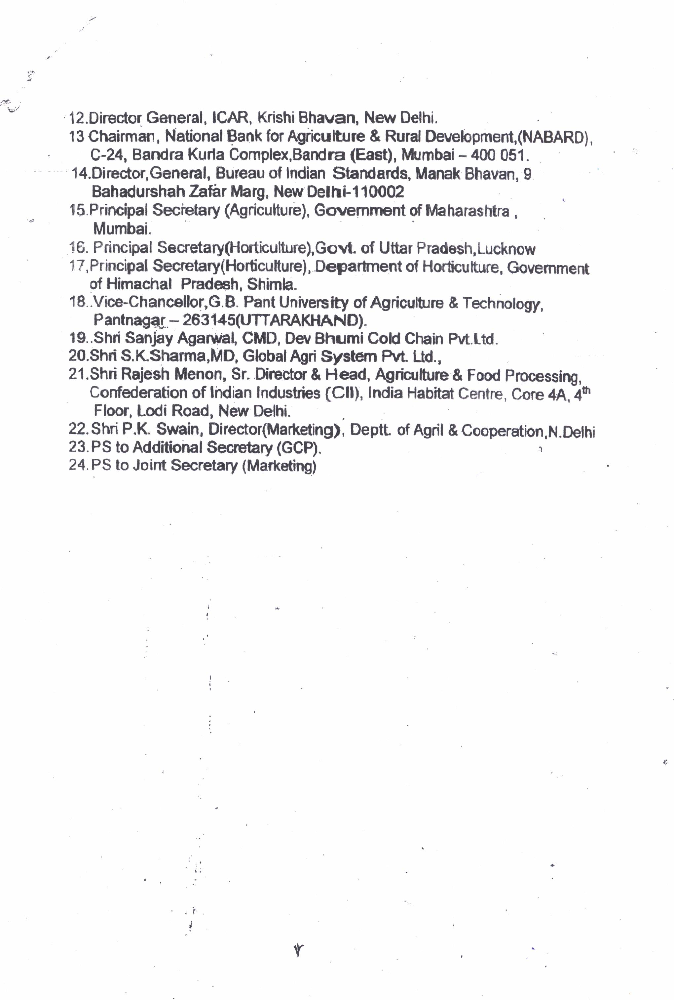 12.Director General, ICAR, Krishi Bhavan, New Delhi.
13 Chairman, National Bank for Agriculture & Rural Development,(NABARD),
C-24, Bandra Kurla Complex,Bandra (East), Mumbai – 400 051.
14.Director,General, Bureau of Indian Standards, Manak Bhavan, 9
Bahadurshah Zafar Marg, New Delhi-110002
15.Principal Secretary (Agriculture), Government of Maharashtra ,
Mumbai.
16. Principal Secretary(Horticulture),Govt. of Uttar Pradesh,Lucknow
17,Principal Secretary(Horticulture), Department of Horticulture, Government
of Himachal Pradesh, Shimla.
18..Vice-Chancellor,G.B. Pant University of Agriculture & Technology,
Pantnagar – 263145(UTTARAKHAND).
19..Shri Sanjay Agarwal, CMD, Dev Bhumi Cold Chain Pvt.Ltd.
20.Shri S.K.Sharma,MD, Global Agri System Pvt. Ltd.,
21.Shri Rajesh Menon, Sr. Director & Head, Agriculture & Food Processing,
Confederation of Indian Industries (CII), India Habitat Centre, Core 4A, 4th
Floor, Lodi Road, New Delhi.
22.Shri P.K. Swain, Director(Marketing), Deptt. of Agril & Cooperation,N.Delhi
23.PS to Additional Secretary (GCP).
24.PS to Joint Secretary (Marketing)